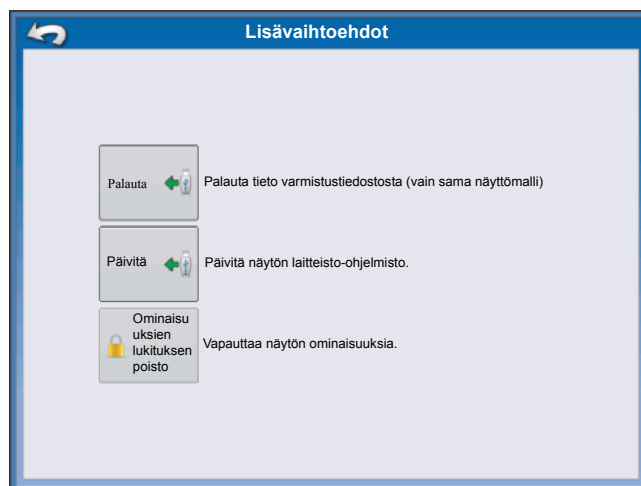 Lisävaihtoehdot
Palauta
Palauta tieto varmistustiedostosta (vain sama näyttömalli)
Päivitä
Päivitä näytön laitteisto-ohjelmisto.
Ominaisu
uksien
lukituksen
poisto
Vapauttaa näytön ominaisuuksia.